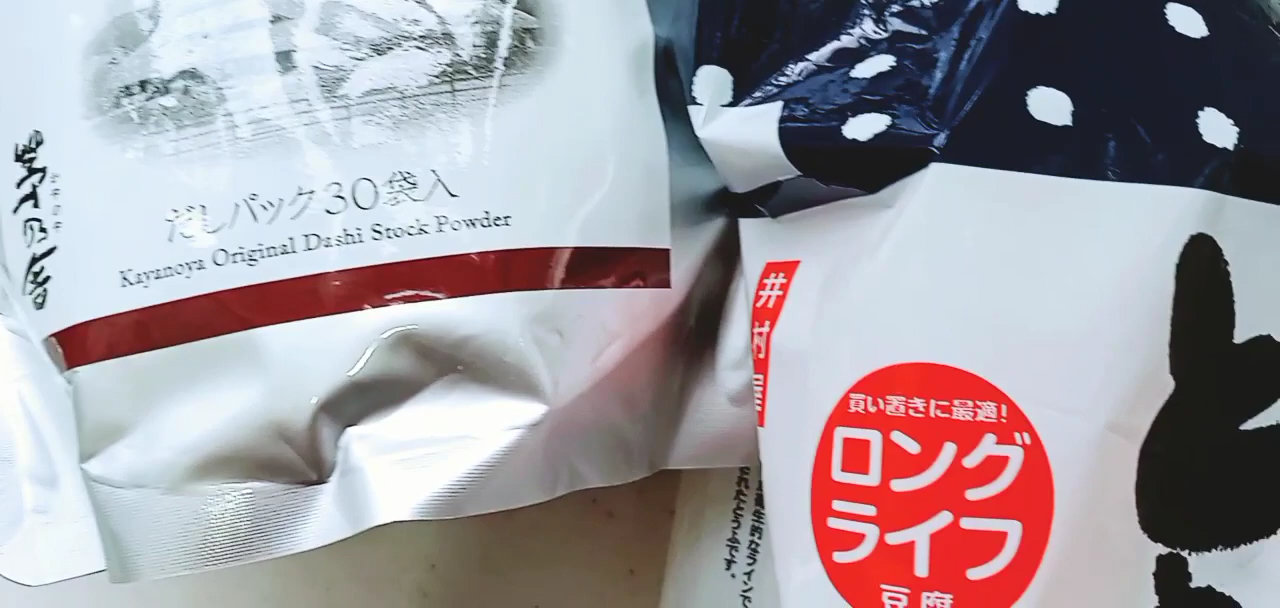 野乃舎
だしパック30袋入
Kayanoya Original Dashi Stock Powder
井村屋
買い置きに最適!
ロング
ライフ
豆腐